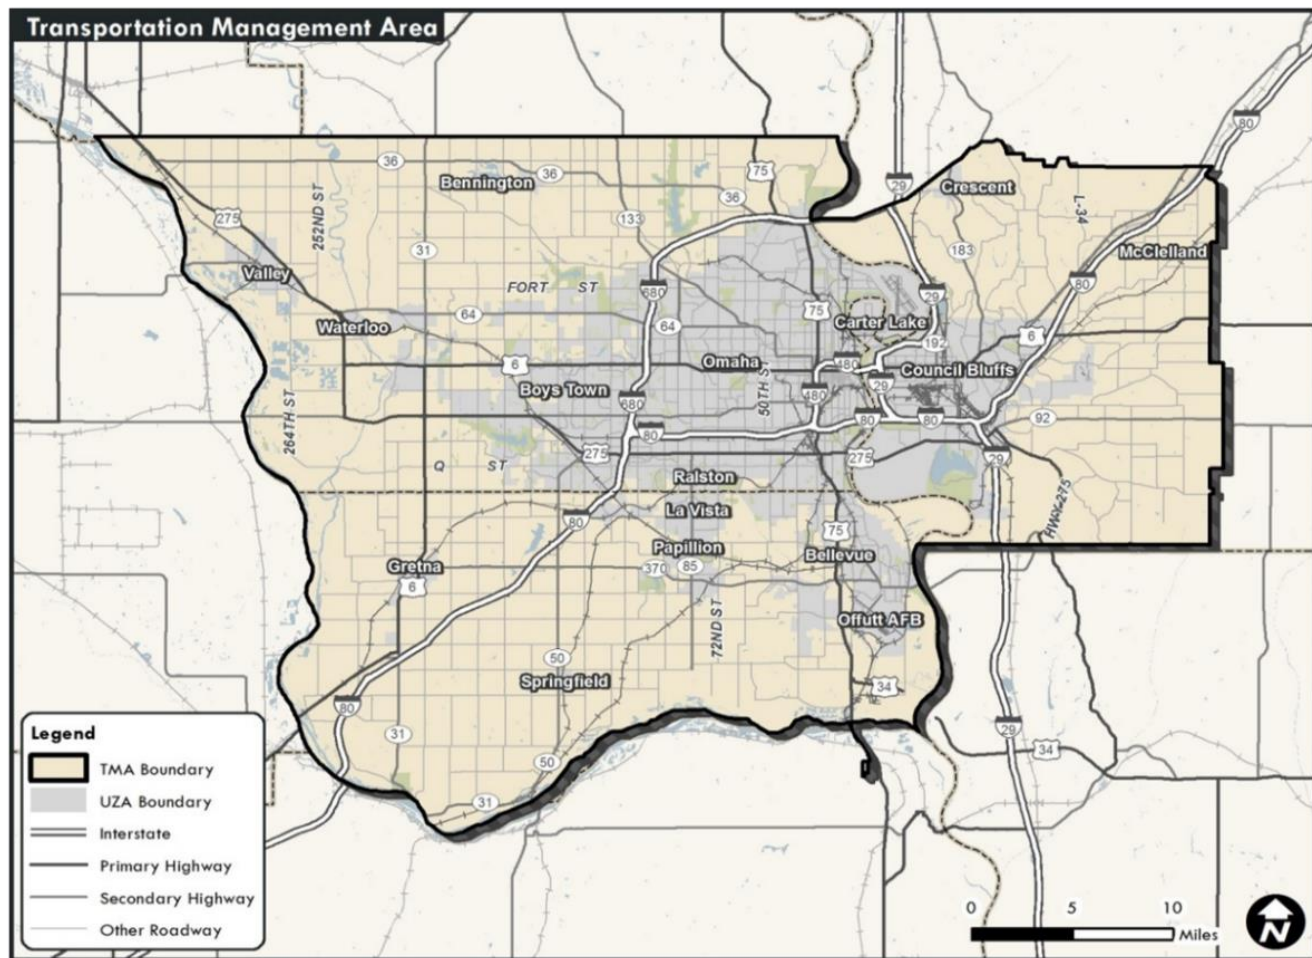 Transportation Management Area
80
36
Bennington
36
75
36
29
Crescent
L-34
275
252ND ST
133
31
183
McClelland
Valley
FORT ST
680
29
80
Waterloo
64
64
75
Carter Lake
192
6
6
Omaha
480
Council Bluffs
Boys Town
50TH ST
29
680
480
264TH ST
80
80
80
92
275
275
29
Q ST
Ralston
80
La Vista
75
HWY 275
Papillion
Bellevue
Gretna
370
85
6
72ND ST
Offutt AFB
50
Springfield
34
80
31
29
34
50
31
Legend
TMA Boundary
UZA Boundary
Interstate
Primary Highway
Secondary Highway
Other Roadway
0 5 10
Miles
N